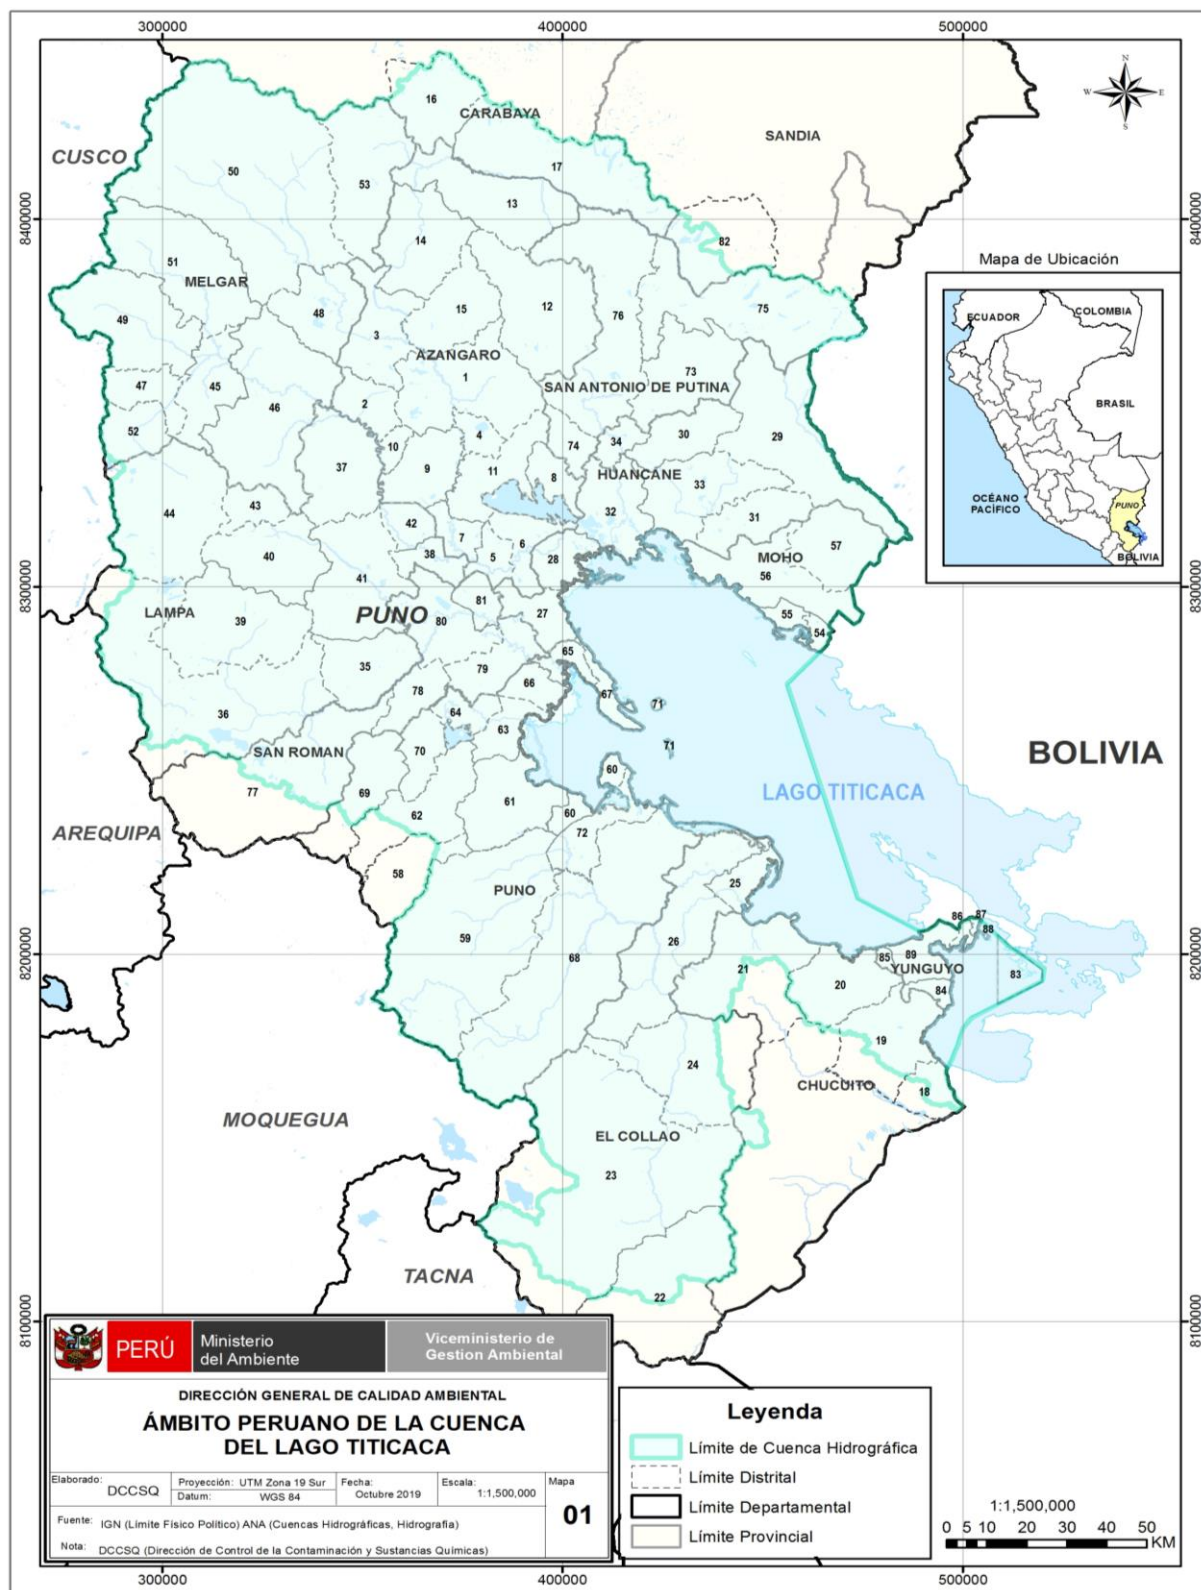 300000
400000
500000
8400000
8400000
8300000
8300000
8200000
8200000
8100000
8100000
N
W
E
S
16
CARABAYA
SANDIA
CUSCO
50
53
17
13
82
14
51
MELGAR
49
48
3
15
12
76
75
AZANGARO
1
SAN ANTONIO DE PUTINA
73
47
45
46
2
52
10
9
4
11
74
34
30
29
37
8
HUANCANE
33
44
43
42
7
6
32
31
57
40
38
5
28
MOHO
56
41
81
LAMPA
39
PUNO
80
27
55
54
35
79
65
78
66
67
71
36
64
63
71
SAN ROMAN
70
60
77
69
61
62
60
72
AREQUIPA
58
PUNO
25
59
68
26
LAGO TITICACA
BOLIVIA
86
87
88
85
89
YUNGUYO
83
21
20
84
19
24
CHUCUITO
18
MOQUEGUA
EL COLLAO
23
TACNA
22
Mapa de Ubicación
ECUADOR
COLOMBIA
BRASIL
OCÉANO
PACÍFICO
PUNO
BOLIVIA
PERÚ
Ministerio
del Ambiente
Viceministerio de
Gestion Ambiental
DIRECCIÓN GENERAL DE CALIDAD AMBIENTAL
ÁMBITO PERUANO DE LA CUENCA
DEL LAGO TITICACA
Elaborado:
DCCSQ
Proyección: UTM Zona 19 Sur
Datum: WGS 84
Fecha:
Octubre 2019
Escala:
1:1,500,000
Mapa
01
Fuente: IGN (Límite Físico Político) ANA (Cuencas Hidrográficas, Hidrografía)
Nota: DCCSQ (Dirección de Control de la Contaminación y Sustancias Químicas)
Leyenda
Límite de Cuenca Hidrográfica
Límite Distrital
Límite Departamental
Límite Provincial
1:1,500,000
0 5 10 20 30 40 50
KM
300000
400000
500000